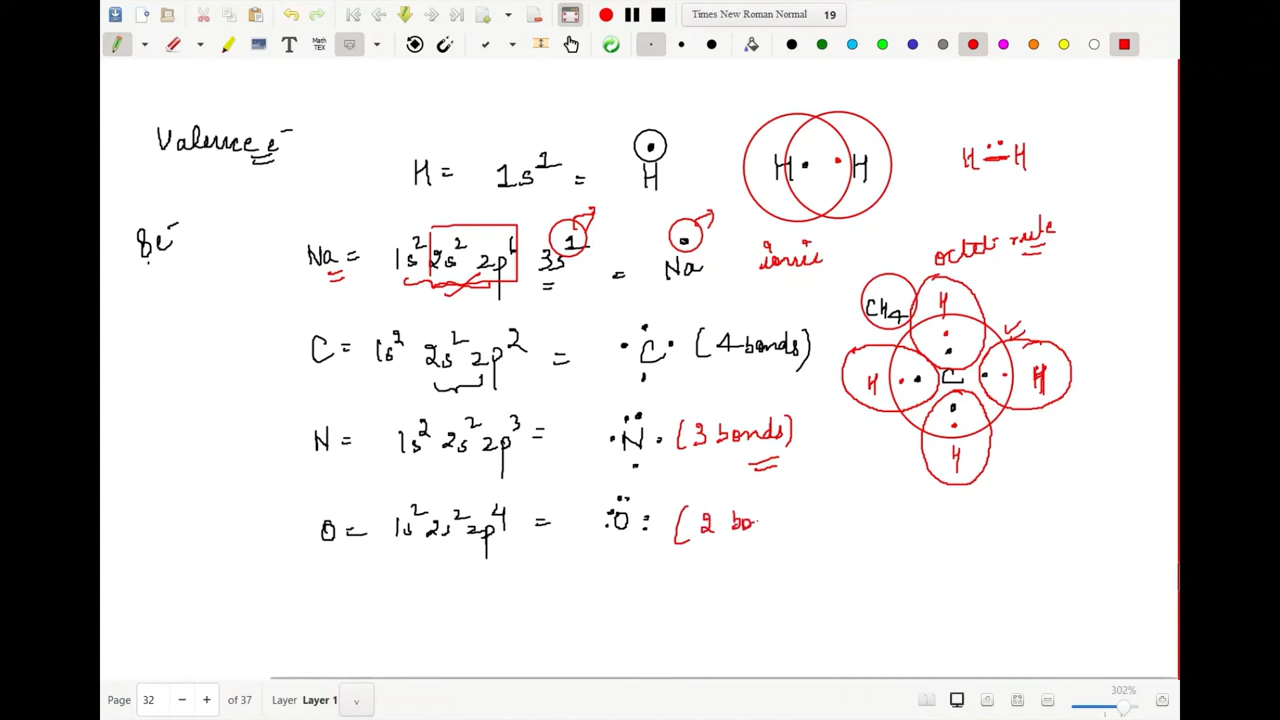 Times New Roman Normal 19
Math TEX
Valence e⁻
H = 1s¹ = H
H H
H – H
8e⁻
Na = 1s² 2s² 2p⁶ 3s¹ = Na
ionic
octet rule
CH4
H
C = 1s² 2s² 2p² = C (4 bonds)
H C H
H
N = 1s² 2s² 2p³ = N (3 bonds)
O = 1s² 2s² 2p⁴ = O (2 bo
Page 32 of 37 Layer Layer 1
302%